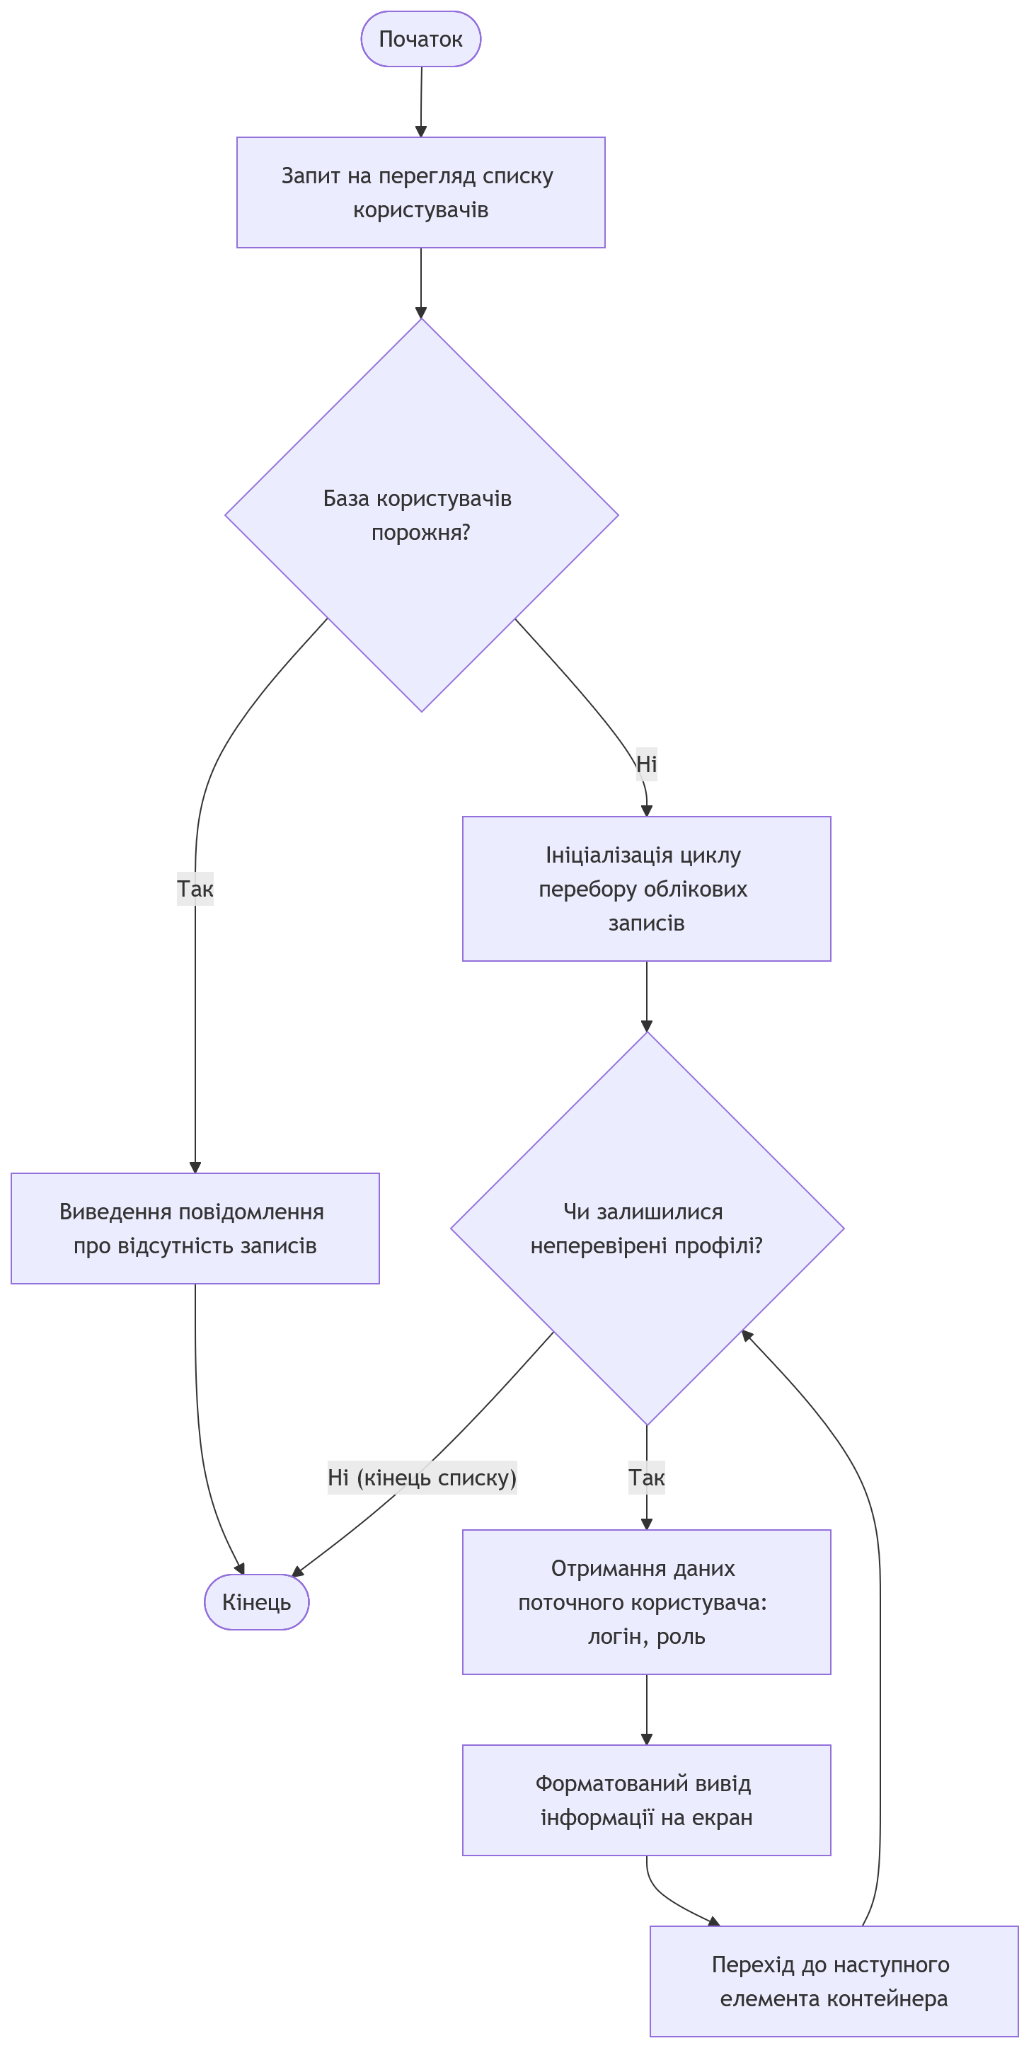 Початок
Запит на перегляд списку
користувачів
База користувачів
порожня?
Ні
Ініціалізація циклу
перебору облікових
записів
Так
Виведення повідомлення
про відсутність записів
Чи залишилися
неперевірені профілі?
Ні (кінець списку)
Так
Отримання даних
поточного користувача:
логін, роль
Кінець
Форматований вивід
інформації на екран
Перехід до наступного
елемента контейнера